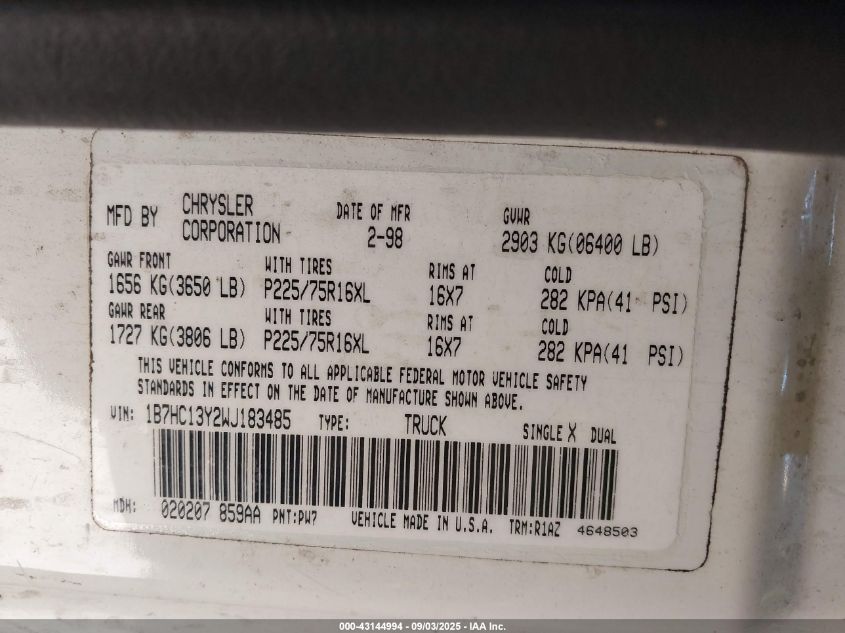 MFD BY CHRYSLER CORPORATION DATE OF MFR 2-98 GVWR 2903 KG(06400 LB)
GAWR FRONT WITH TIRES RIMS AT COLD
1656 KG(3650 LB) P225/75R16XL 16X7 282 KPA(41 PSI)
GAWR REAR WITH TIRES RIMS AT COLD
1727 KG(3806 LB) P225/75R16XL 16X7 282 KPA(41 PSI)
THIS VEHICLE CONFORMS TO ALL APPLICABLE FEDERAL MOTOR VEHICLE SAFETY
STANDARDS IN EFFECT ON THE DATE OF MANUFACTURE SHOWN ABOVE.
VIN: 1B7HC13Y2WJ183485 TYPE: TRUCK SINGLE X DUAL
MDH: 020207 859AA PNT:PW7 VEHICLE MADE IN U.S.A. TRM:R1AZ 4648503
000-43144994 - 09/03/2025 - IAA Inc.